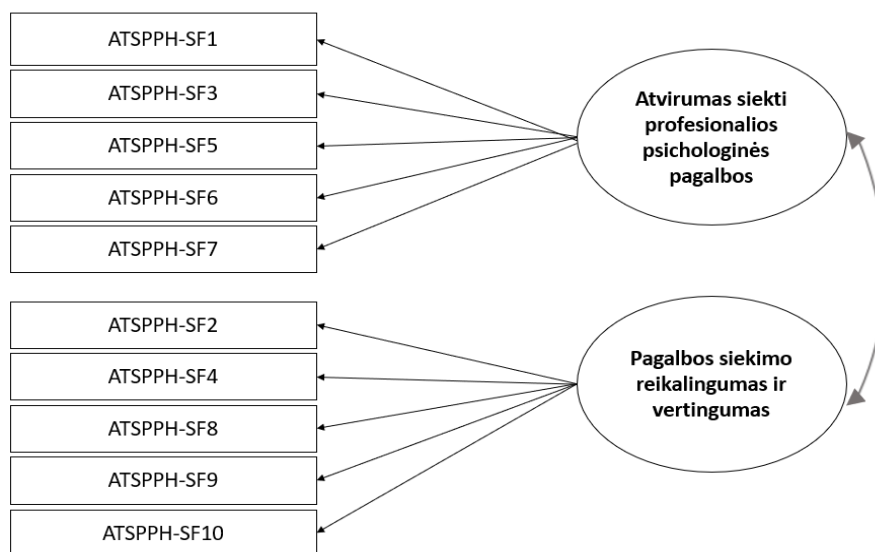 ATSPPH-SF1
ATSPPH-SF3
ATSPPH-SF5
ATSPPH-SF6
ATSPPH-SF7
Atvirumas siekti
profesionalios
psichologinės
pagalbos
ATSPPH-SF2
ATSPPH-SF4
ATSPPH-SF8
ATSPPH-SF9
ATSPPH-SF10
Pagalbos siekimo
reikalingumas ir
vertingumas